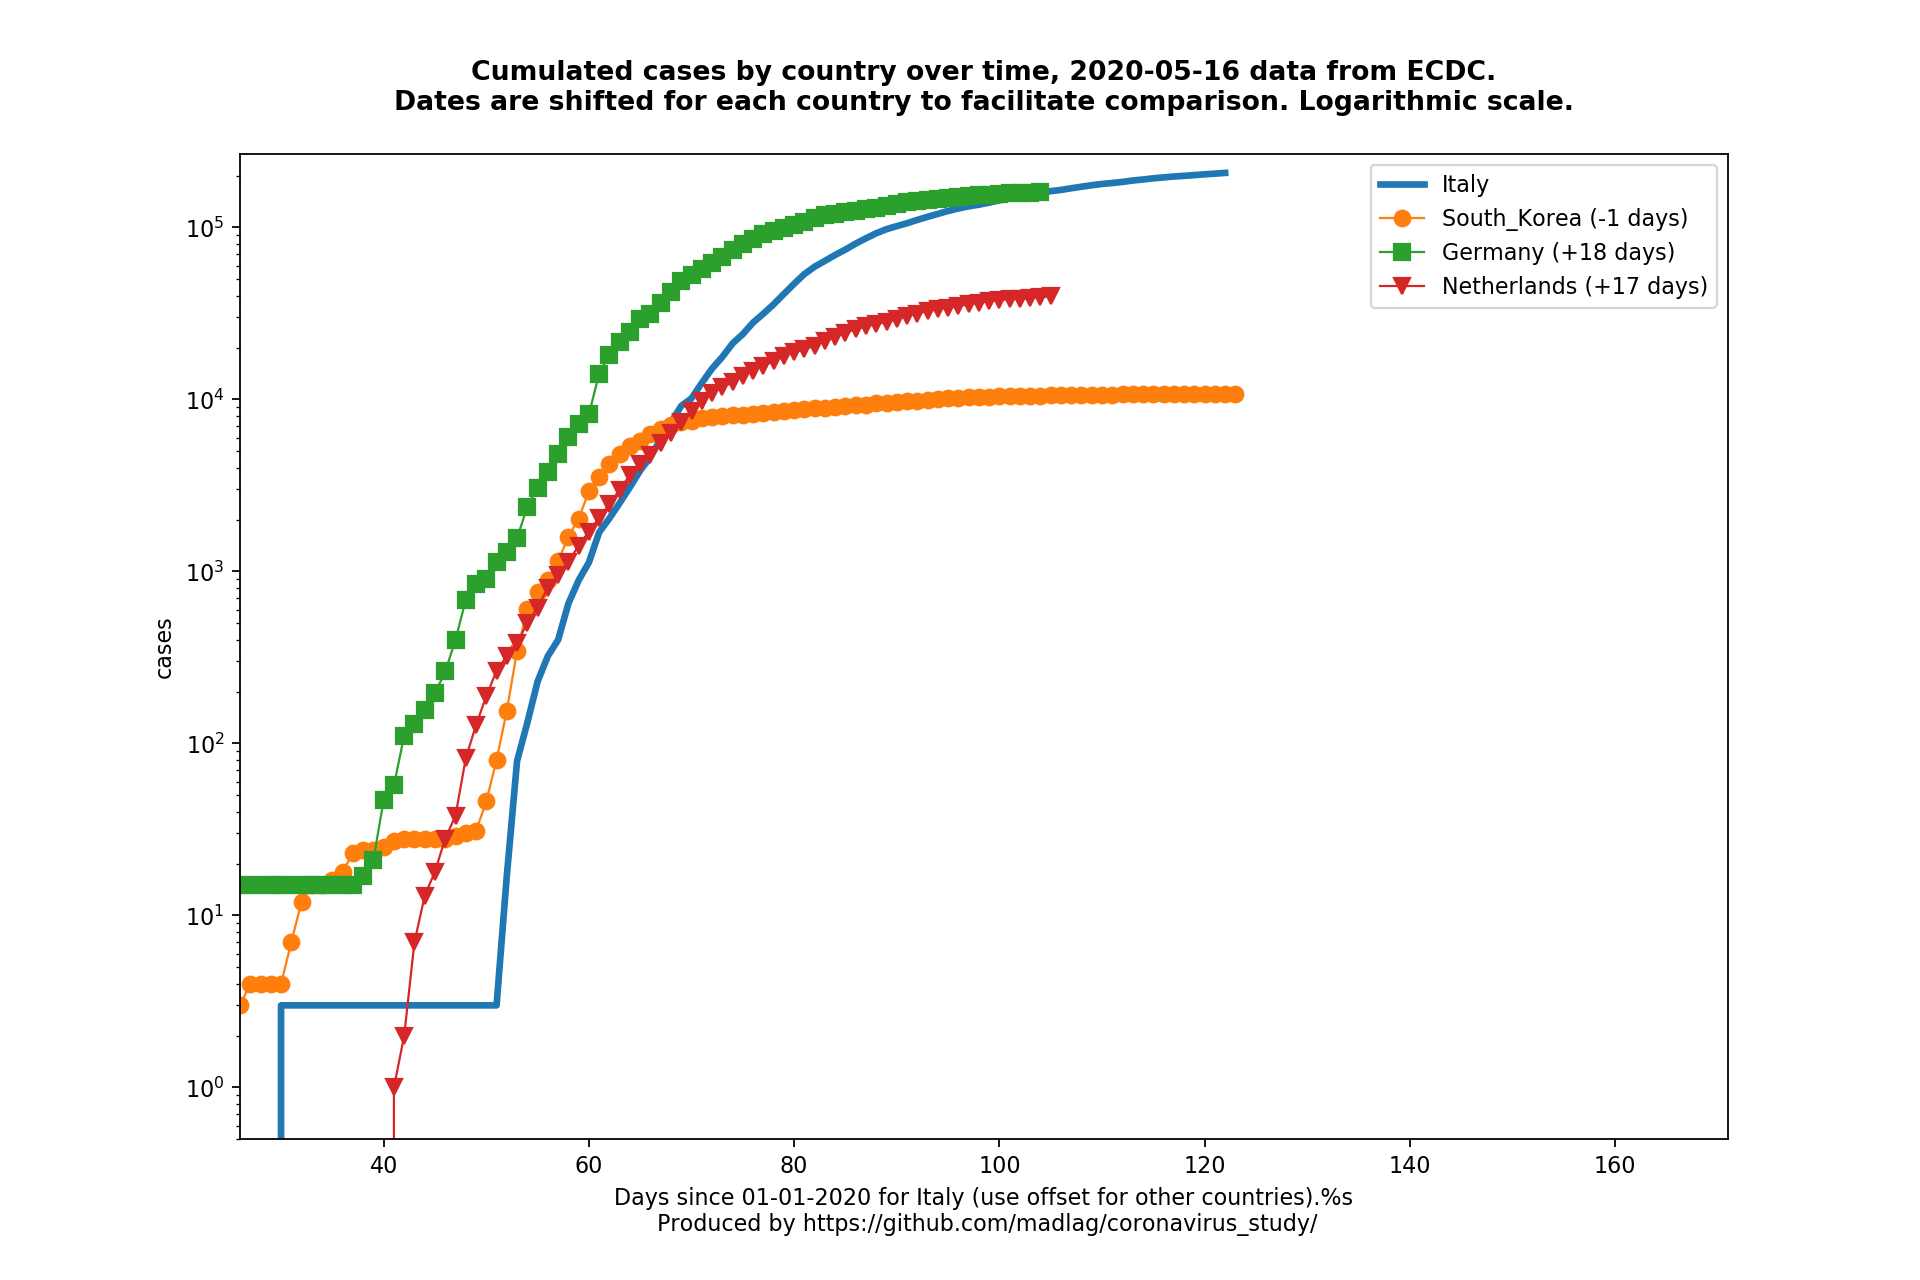 Cumulated cases by country over time, 2020-05-16 data from ECDC.
Dates are shifted for each country to facilitate comparison. Logarithmic scale.
Italy
South_Korea (-1 days)
Germany (+18 days)
Netherlands (+17 days)
10^5
10^4
10^3
10^2
10^1
10^0
cases
40 60 80 100 120 140 160
Days since 01-01-2020 for Italy (use offset for other countries).%s
Produced by https://github.com/madlag/coronavirus_study/